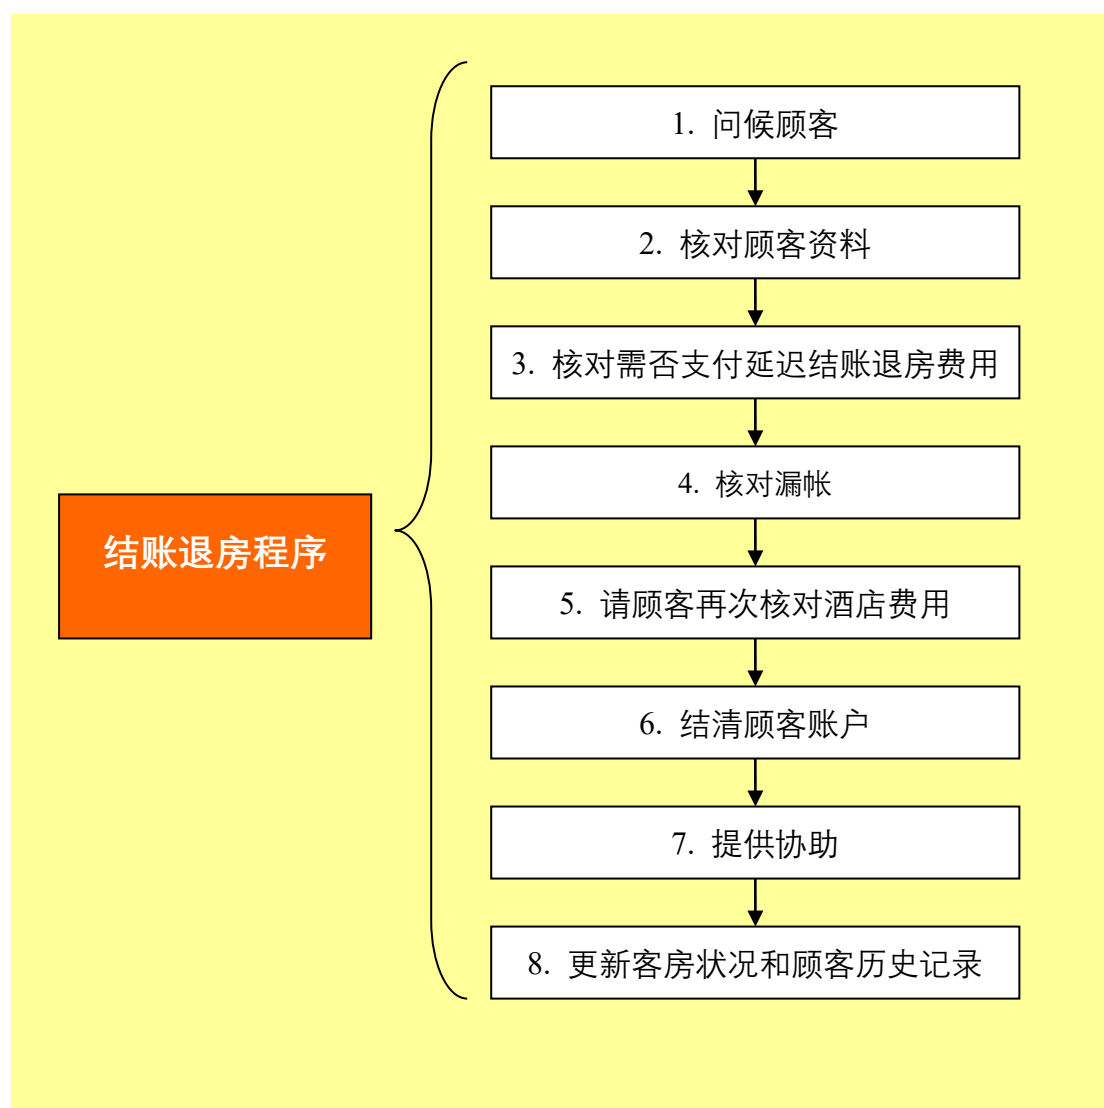 结账退房程序
1. 问候顾客
2. 核对顾客资料
3. 核对需否支付延迟结账退房费用
4. 核对漏帐
5. 请顾客再次核对酒店费用
6. 结清顾客账户
7. 提供协助
8. 更新客房状况和顾客历史记录